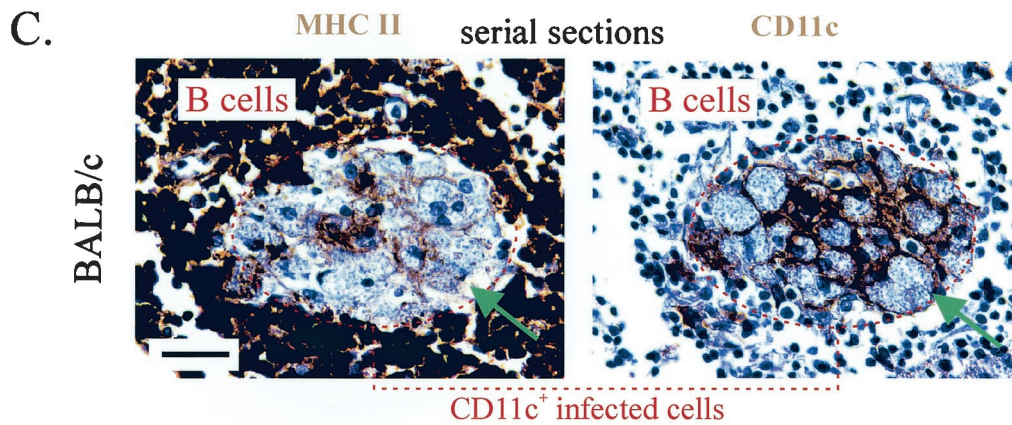 C.
MHC II
serial sections
CD11c
B cells
B cells
BALB/c
CD11c⁺ infected cells